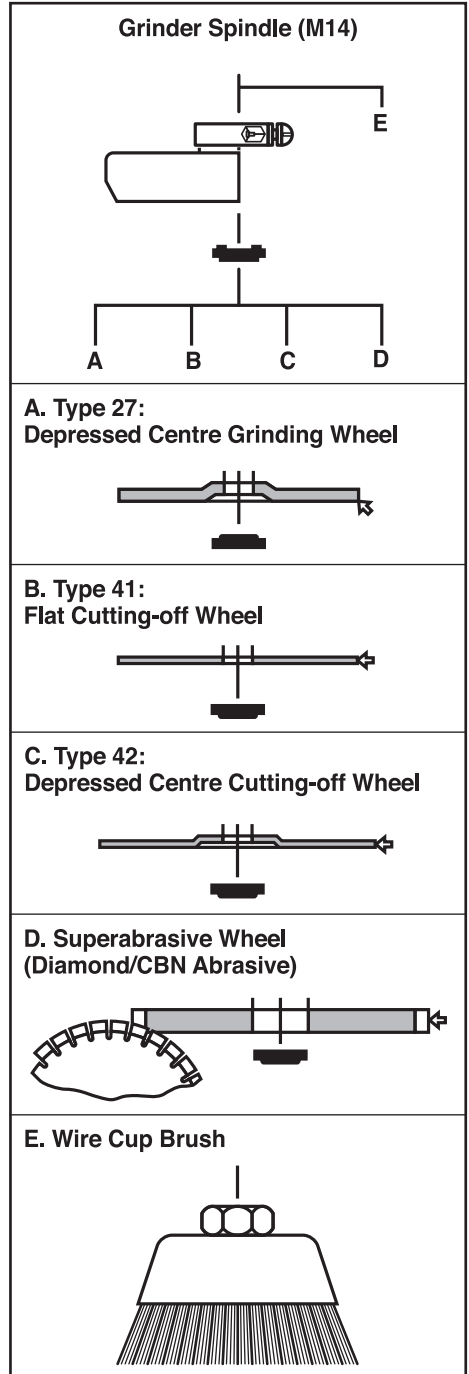 Grinder Spindle (M14)
E
A B C D
A. Type 27:
Depressed Centre Grinding Wheel
B. Type 41:
Flat Cutting-off Wheel
C. Type 42:
Depressed Centre Cutting-off Wheel
D. Superabrasive Wheel
(Diamond/CBN Abrasive)
E. Wire Cup Brush